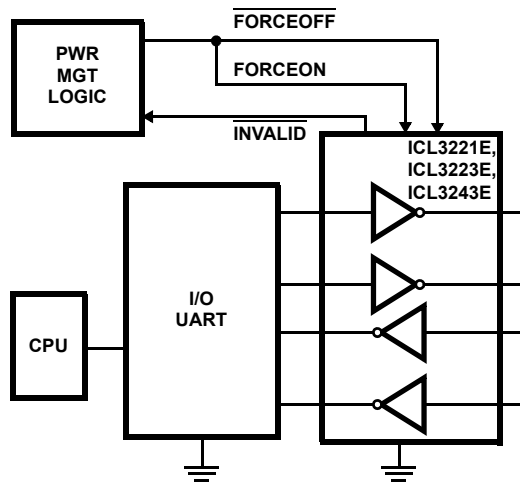 FORCEOFF
PWR
MGT
LOGIC
FORCEON
INVALID
ICL3221E,
ICL3223E,
ICL3243E
I/O
UART
CPU